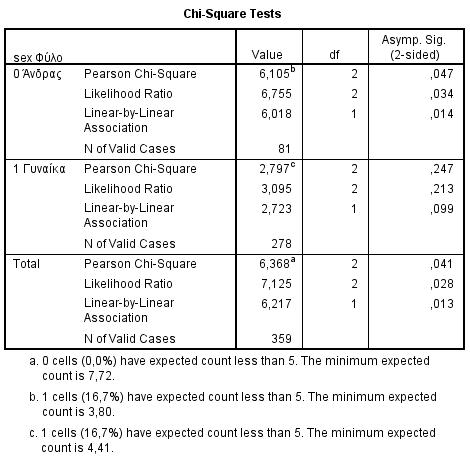 Chi-Square Tests
sex Φύλο Value df Asymp. Sig. (2-sided)
0 Άνδρας Pearson Chi-Square 6,105b 2 ,047
Likelihood Ratio 6,755 2 ,034
Linear-by-Linear Association 6,018 1 ,014
N of Valid Cases 81
1 Γυναίκα Pearson Chi-Square 2,797c 2 ,247
Likelihood Ratio 3,095 2 ,213
Linear-by-Linear Association 2,723 1 ,099
N of Valid Cases 278
Total Pearson Chi-Square 6,368a 2 ,041
Likelihood Ratio 7,125 2 ,028
Linear-by-Linear Association 6,217 1 ,013
N of Valid Cases 359
a. 0 cells (0,0%) have expected count less than 5. The minimum expected
count is 7,72.
b. 1 cells (16,7%) have expected count less than 5. The minimum expected
count is 3,80.
c. 1 cells (16,7%) have expected count less than 5. The minimum expected
count is 4,41.